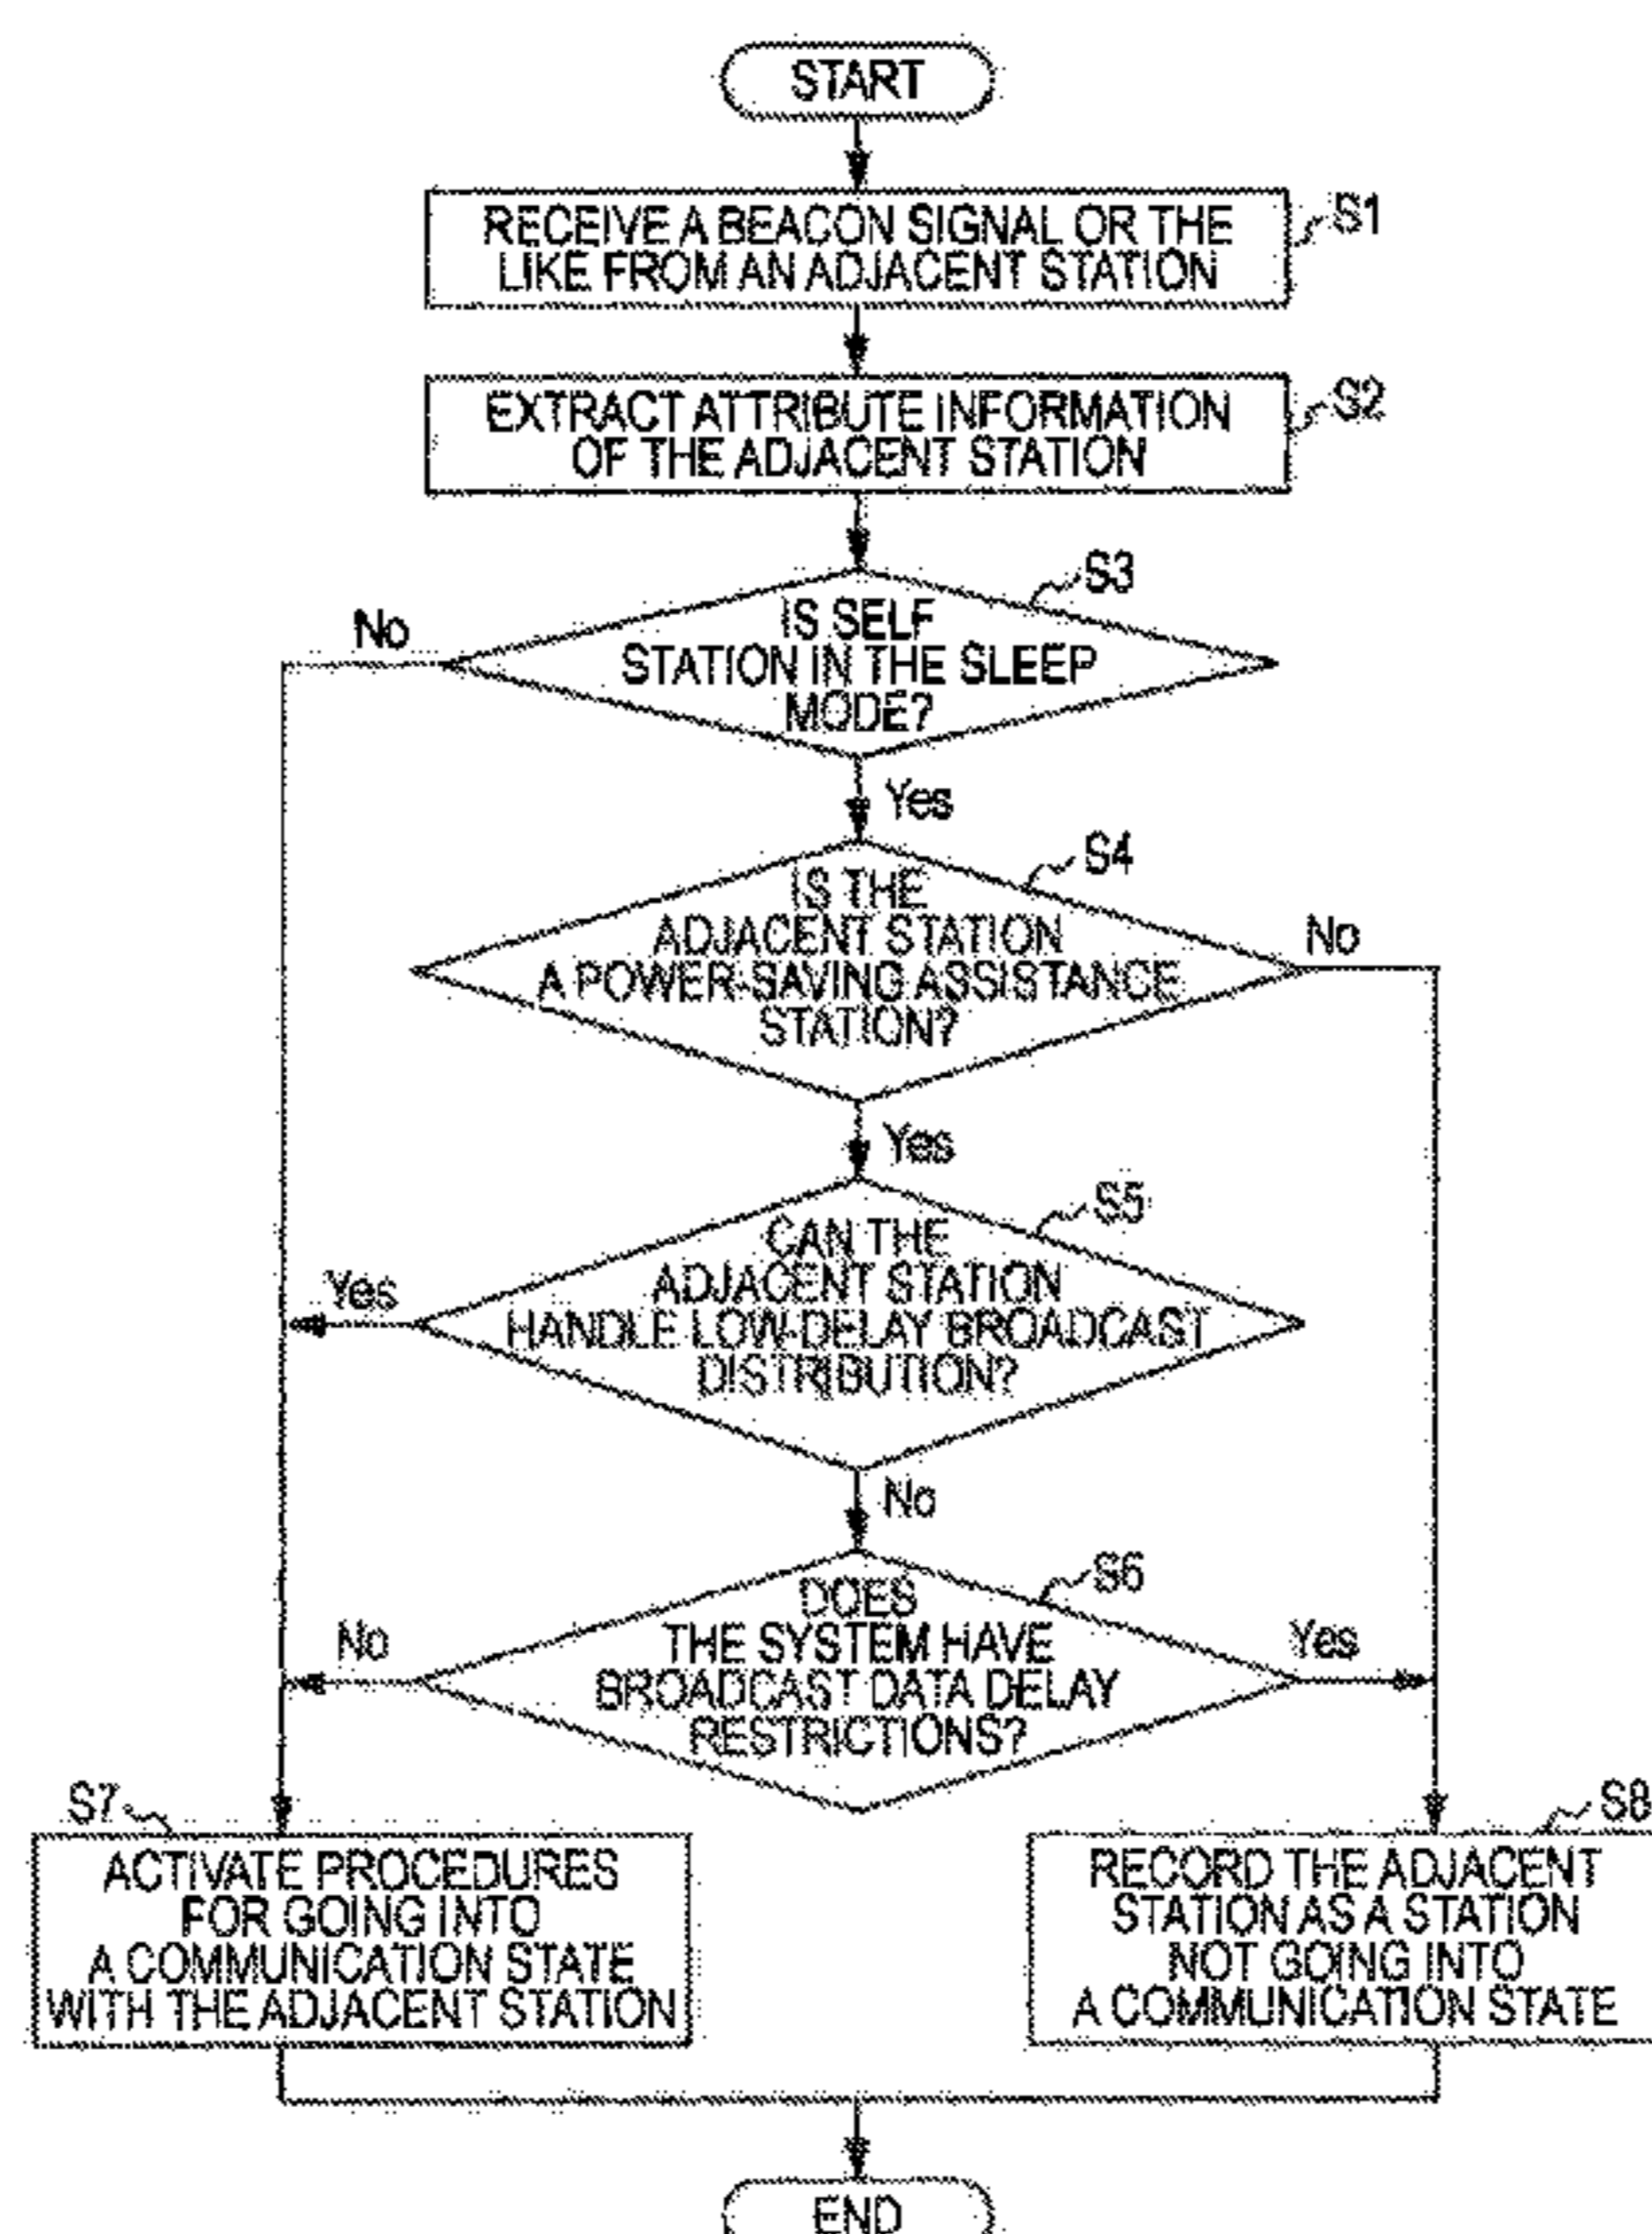 START
RECEIVE A BEACON SIGNAL OR THE
LIKE FROM AN ADJACENT STATION
S1
EXTRACT ATTRIBUTE INFORMATION
OF THE ADJACENT STATION
S2
S3
No
IS SELF
STATION IN THE SLEEP
MODE?
Yes
S4
IS THE
ADJACENT STATION
A POWER-SAVING ASSISTANCE
STATION?
No
Yes
S5
CAN THE
ADJACENT STATION
HANDLE LOW-DELAY BROADCAST
DISTRIBUTION?
Yes
No
S6
DOES
THE SYSTEM HAVE
BROADCAST DATA DELAY
RESTRICTIONS?
No
Yes
S7
ACTIVATE PROCEDURES
FOR GOING INTO
A COMMUNICATION STATE
WITH THE ADJACENT STATION
S8
RECORD THE ADJACENT
STATION AS A STATION
NOT GOING INTO
A COMMUNICATION STATE
END